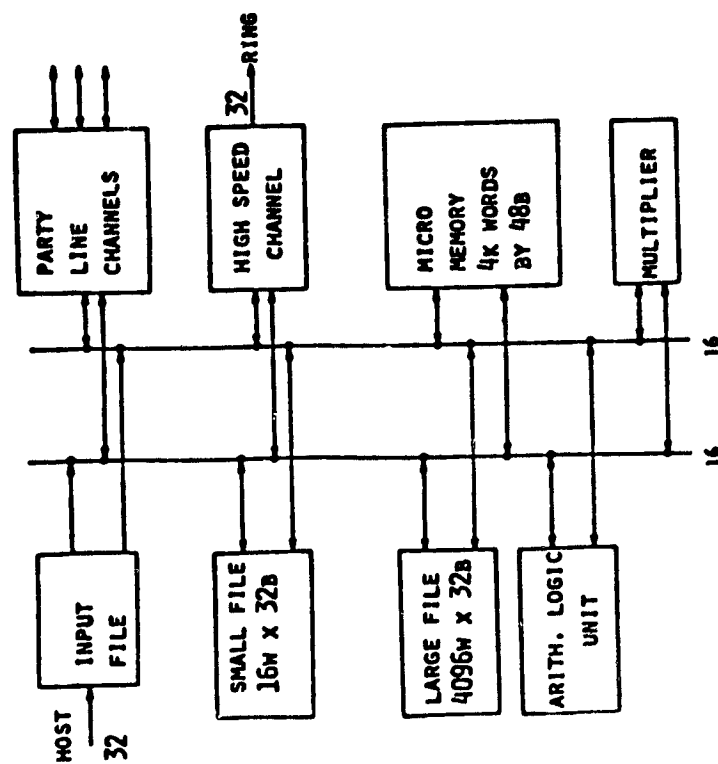 HOST
32
INPUT
FILE
SMALL FILE
16W X 32B
LARGE FILE
4096W X 32B
ARITH. LOGIC
UNIT
16
16
PARTY
LINE
CHANNELS
HIGH SPEED
CHANNEL
32
RING
MICRO
MEMORY
4K WORDS
BY 48B
MULTIPLIER